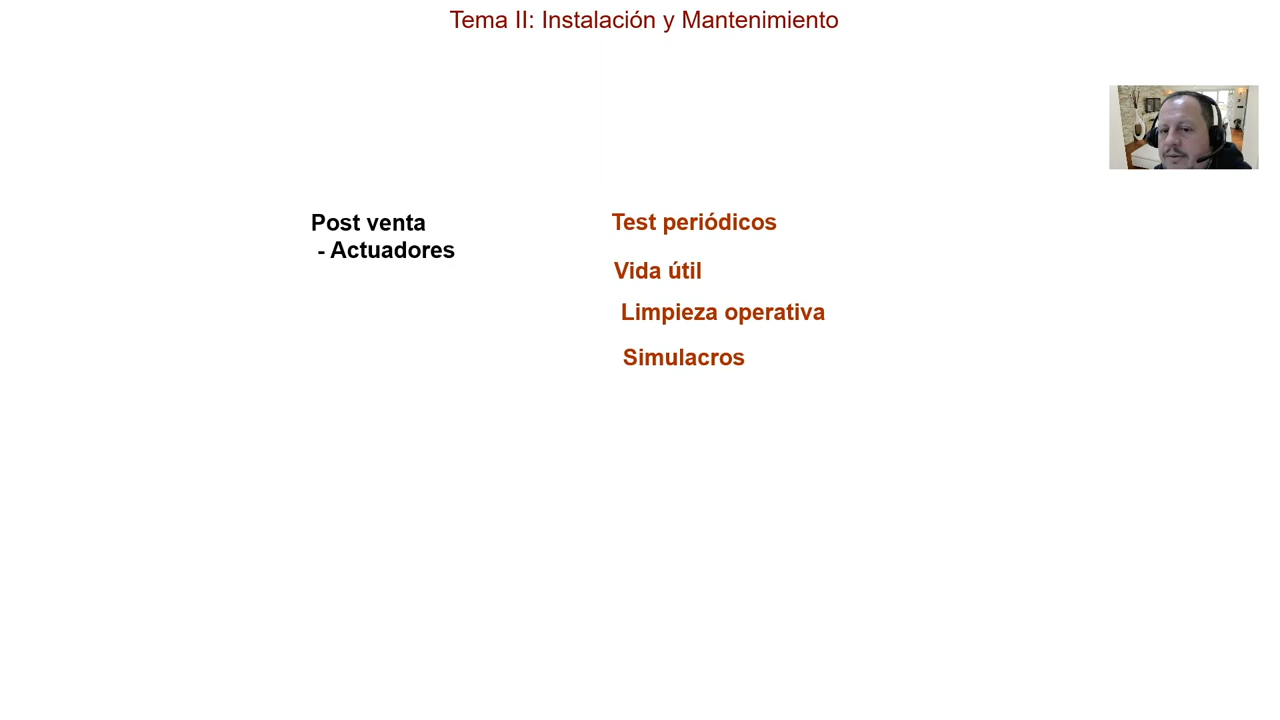 Tema II: Instalación y Mantenimiento
Post venta
- Actuadores
Test periódicos
Vida útil
Limpieza operativa
Simulacros